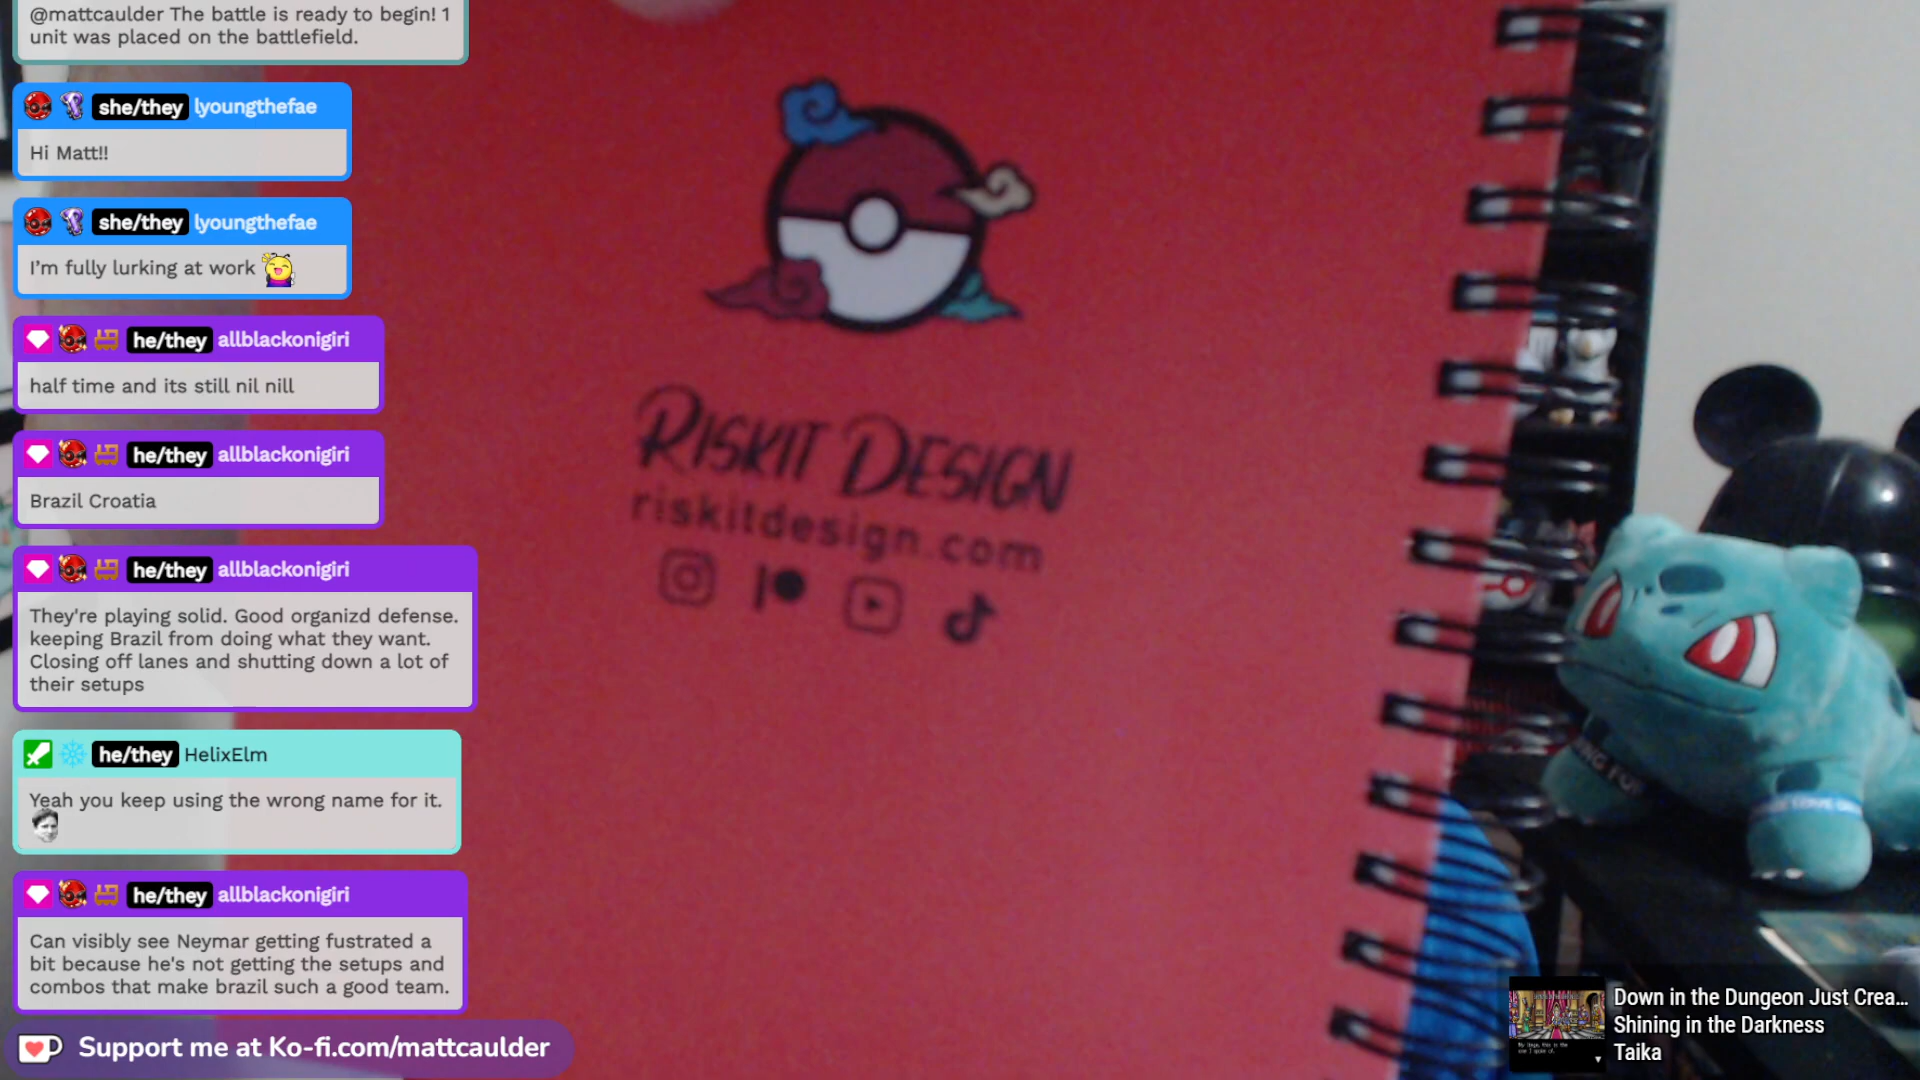 @mattcaulder The battle is ready to begin! 1
unit was placed on the battlefield.
she/they lyoungthefae
Hi Matt!!
she/they lyoungthefae
I'm fully lurking at work
he/they allblackonigiri
half time and its still nil nill
he/they allblackonigiri
Brazil Croatia
he/they allblackonigiri
They're playing solid. Good organizd defense.
keeping Brazil from doing what they want.
Closing off lanes and shutting down a lot of
their setups
he/they HelixElm
Yeah you keep using the wrong name for it.
he/they allblackonigiri
Can visibly see Neymar getting fustrated a
bit because he's not getting the setups and
combos that make brazil such a good team.
Support me at Ko-fi.com/mattcaulder
RISKIT DESIGN
riskitdesign.com
Down in the Dungeon Just Crea...
Shining in the Darkness
Taika